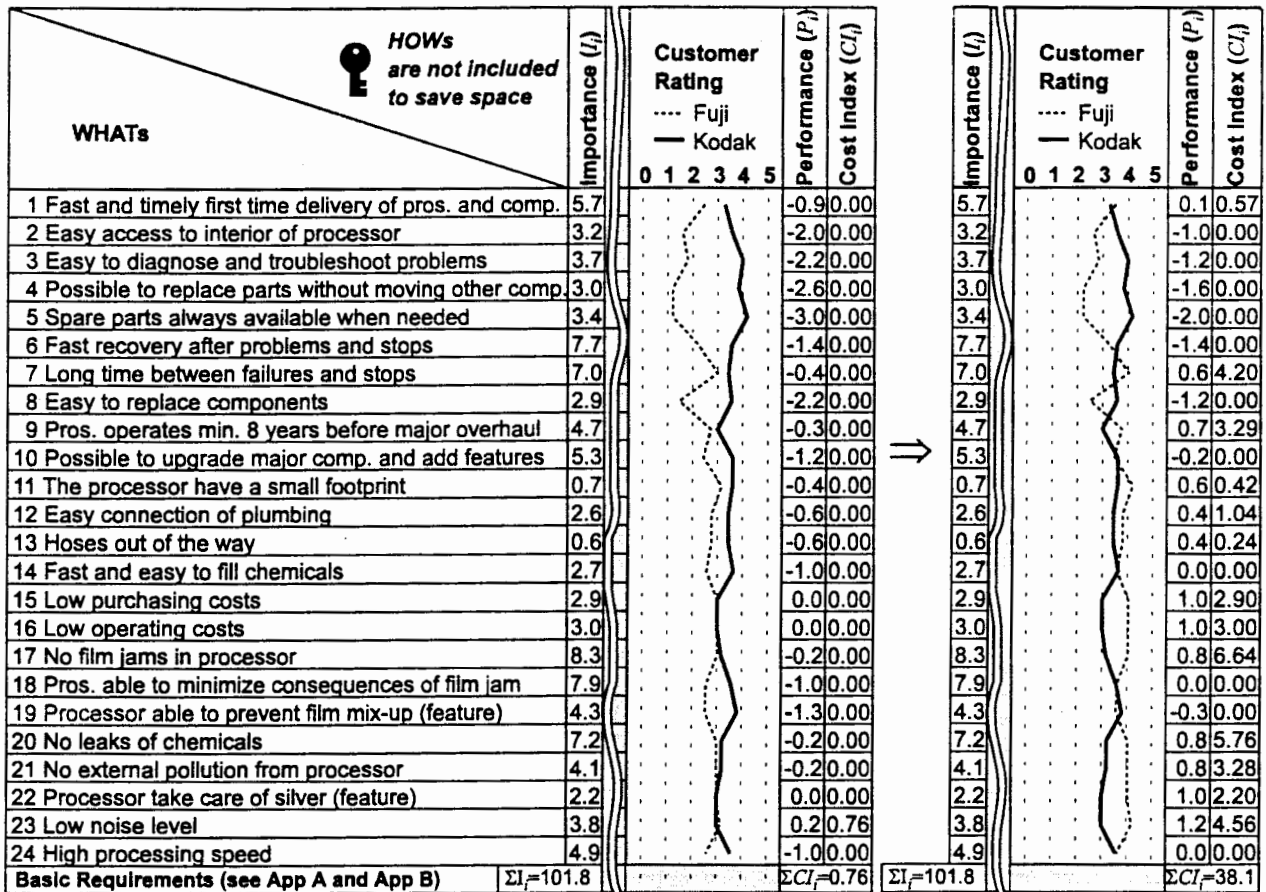 HOWs
are not included
to save space
WHATs
Importance (Ii)
Customer
Rating
Fuji
Kodak
0 1 2 3 4 5
Performance (Pi)
Cost Index (CIi)
Importance (Ii)
Customer
Rating
Fuji
Kodak
0 1 2 3 4 5
Performance (Pi)
Cost Index (CIi)
1 Fast and timely first time delivery of pros. and comp. 5.7 -0.9 0.00 5.7 0.1 0.57
2 Easy access to interior of processor 3.2 -2.0 0.00 3.2 -1.0 0.00
3 Easy to diagnose and troubleshoot problems 3.7 -2.2 0.00 3.7 -1.2 0.00
4 Possible to replace parts without moving other comp. 3.0 -2.6 0.00 3.0 -1.6 0.00
5 Spare parts always available when needed 3.4 -3.0 0.00 3.4 -2.0 0.00
6 Fast recovery after problems and stops 7.7 -1.4 0.00 7.7 -1.4 0.00
7 Long time between failures and stops 7.0 -0.4 0.00 7.0 0.6 4.20
8 Easy to replace components 2.9 -2.2 0.00 2.9 -1.2 0.00
9 Pros. operates min. 8 years before major overhaul 4.7 -0.3 0.00 4.7 0.7 3.29
10 Possible to upgrade major comp. and add features 5.3 -1.2 0.00 ⇒ 5.3 -0.2 0.00
11 The processor have a small footprint 0.7 -0.4 0.00 0.7 0.6 0.42
12 Easy connection of plumbing 2.6 -0.6 0.00 2.6 0.4 1.04
13 Hoses out of the way 0.6 -0.6 0.00 0.6 0.4 0.24
14 Fast and easy to fill chemicals 2.7 -1.0 0.00 2.7 0.0 0.00
15 Low purchasing costs 2.9 0.0 0.00 2.9 1.0 2.90
16 Low operating costs 3.0 0.0 0.00 3.0 1.0 3.00
17 No film jams in processor 8.3 -0.2 0.00 8.3 0.8 6.64
18 Pros. able to minimize consequences of film jam 7.9 -1.0 0.00 7.9 0.0 0.00
19 Processor able to prevent film mix-up (feature) 4.3 -1.3 0.00 4.3 -0.3 0.00
20 No leaks of chemicals 7.2 -0.2 0.00 7.2 0.8 5.76
21 No external pollution from processor 4.1 -0.2 0.00 4.1 0.8 3.28
22 Processor take care of silver (feature) 2.2 0.0 0.00 2.2 1.0 2.20
23 Low noise level 3.8 0.2 0.76 3.8 1.2 4.56
24 High processing speed 4.9 -1.0 0.00 4.9 0.0 0.00
Basic Requirements (see App A and App B) ΣIi=101.8 ΣCIi=0.76 ΣIi=101.8 ΣCIi=38.1